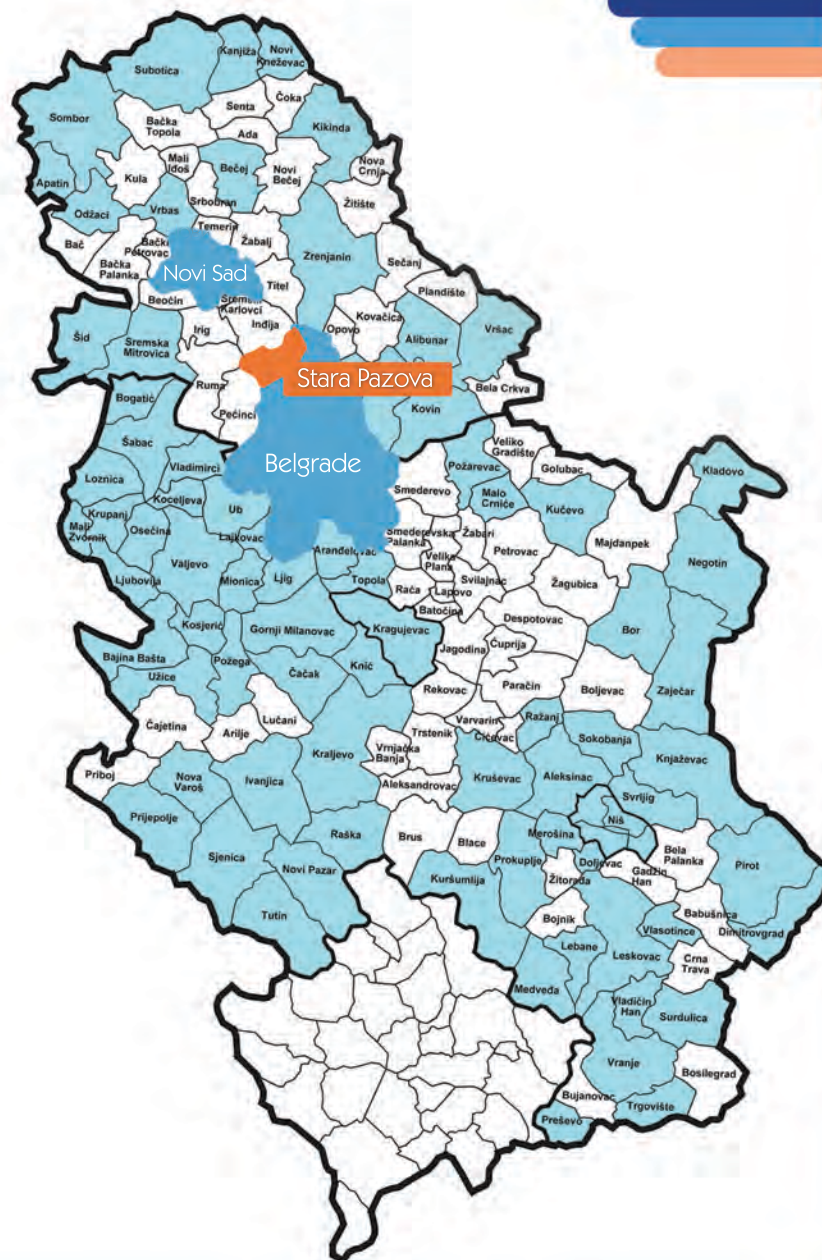 Kanjiža
Novi
Kneževac
Subotica
Senta
Čoka
Sombor
Bačka
Topola
Ada
Kikinda
Mali
Iđoš
Bečej
Novi
Bečej
Nova
Crnja
Apatin
Kula
Srbobran
Žitište
Odžaci
Vrbas
Temerin
Bač
Bački
Petrovac
Žabalj
Zrenjanin
Sečanj
Bačka
Palanka
Novi Sad
Titel
Plandište
Beočin
Sremski
Karlovci
Inđija
Kovačica
Opovo
Vršac
Šid
Sremska
Mitrovica
Irig
Alibunar
Ruma
Stara Pazova
Bela Crkva
Bogatić
Pećinci
Kovin
Šabac
Veliko
Gradište
Vladimirci
Belgrade
Požarevac
Golubac
Kladovo
Loznica
Smederevo
Malo
Crniće
Kučevo
Koceljeva
Krupanj
Ub
Mali
Zvornik
Osečina
Lajkovac
Smederevska
Palanka
Žabari
Majdanpek
Aranđelovac
Velika
Plana
Petrovac
Negotin
Ljubovija
Valjevo
Mionica
Ljig
Topola
Rača
Lapovo
Svilajnac
Žagubica
Batočina
Despotovac
Kosjerić
Gornji Milanovac
Kragujevac
Bor
Bajina Bašta
Požega
Jagodina
Ćuprija
Užice
Čačak
Knić
Rekovac
Paraćin
Boljevac
Zaječar
Čajetina
Arilje
Lučani
Varvarin
Ražanj
Trstenik
Ćićevac
Sokobanja
Kraljevo
Vrnjačka
Banja
Knjaževac
Priboj
Nova
Varoš
Ivanjica
Aleksandrovac
Kruševac
Aleksinac
Svrljig
Prijepolje
Raška
Brus
Blace
Merošina
Niš
Bela
Palanka
Sjenica
Novi Pazar
Prokuplje
Doljevac
Pirot
Kuršumlija
Žitorađa
Gadžin
Han
Tutin
Bojnik
Babušnica
Vlasotince
Dimitrovgrad
Lebane
Leskovac
Crna
Trava
Medveđa
Vladičin
Han
Surdulica
Vranje
Bosilegrad
Bujanovac
Trgovište
Preševo